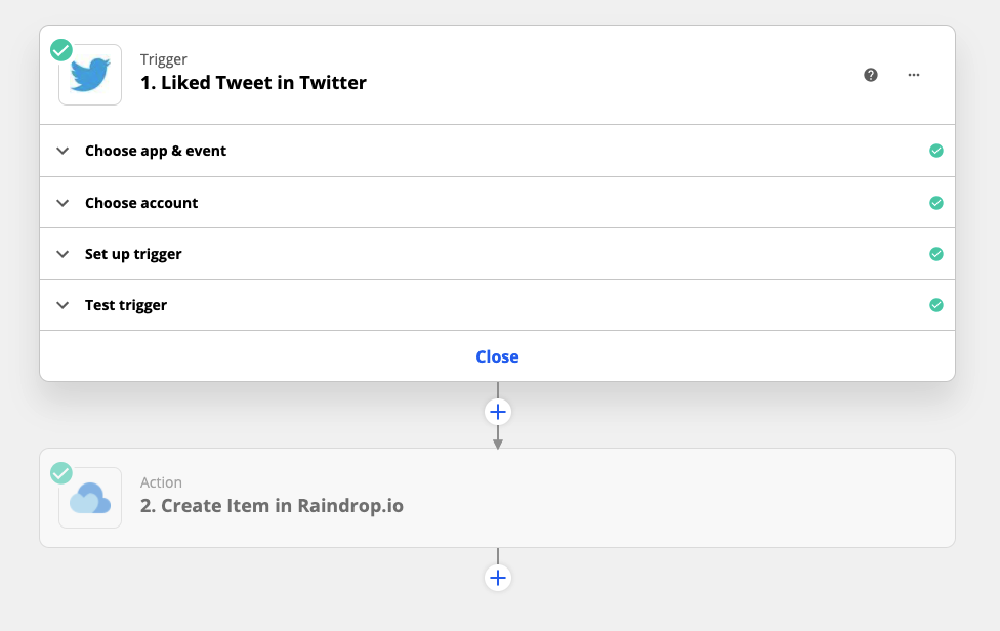 Trigger
1. Liked Tweet in Twitter
Choose app & event
Choose account
Set up trigger
Test trigger
Close
Action
2. Create Item in Raindrop.io